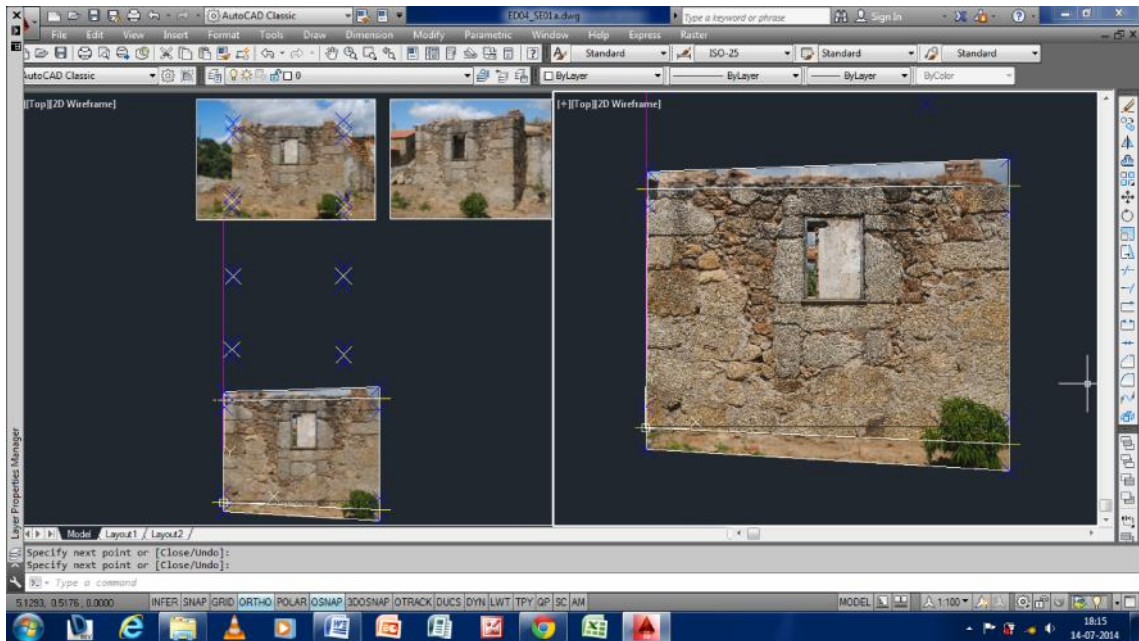 AutoCAD Classic ED04_SE01a.dwg Type a keyword or phrase Sign In
File Edit View Insert Format Tools Draw Dimension Modify Parametric Window Help Express Raster
Standard ISO-25 Standard Standard
AutoCAD Classic 0 ByLayer ByLayer ByLayer ByColor
[Top][2D Wireframe]
[+][Top][2D Wireframe]
Layer Properties Manager
Model Layout1 Layout2
Specify next point or [Close/Undo]:
Specify next point or [Close/Undo]:
Type a command
5.1293, 0.5176, 0.0000 INFER SNAP GRID ORTHO POLAR OSNAP 3DOSNAP OTRACK DUCS DYN LWT TPY QP SC AM MODEL 1:100
18:15
14-07-2014